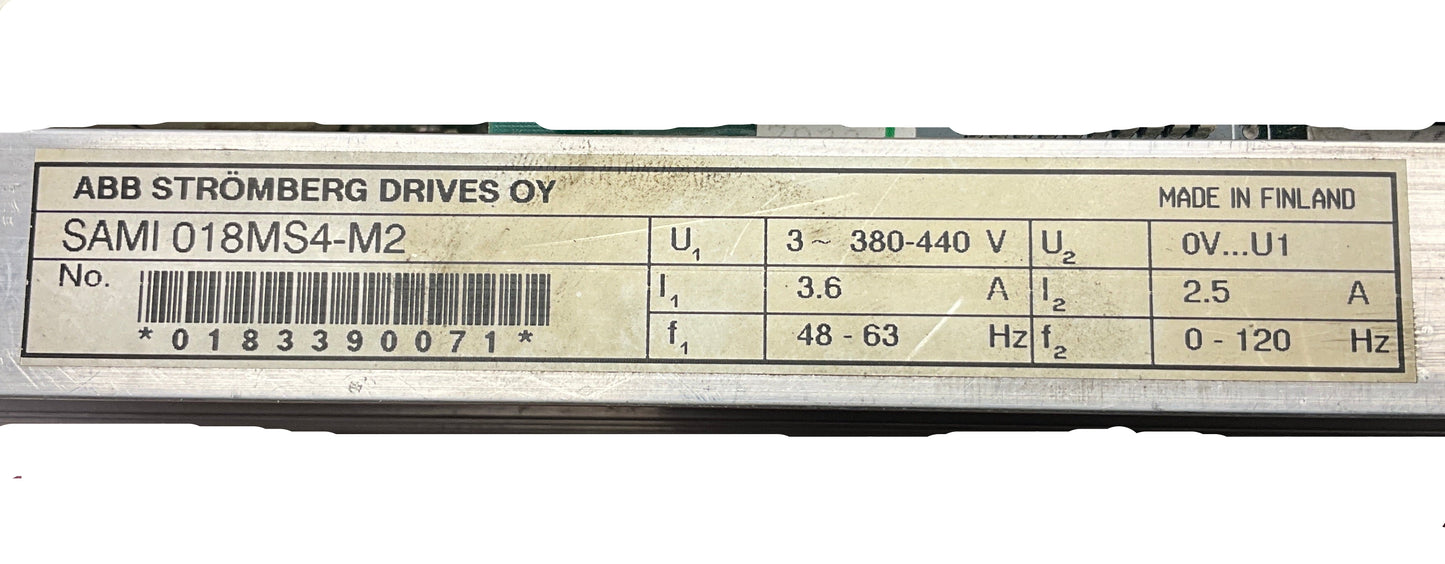 ABB STRÖMBERG DRIVES OY MADE IN FINLAND
SAMI 018MS4-M2 U1 3 ~ 380-440 V U2 0V...U1
No. I1 3.6 A I2 2.5 A
*0183390071* f1 48 - 63 Hz f2 0 - 120 Hz